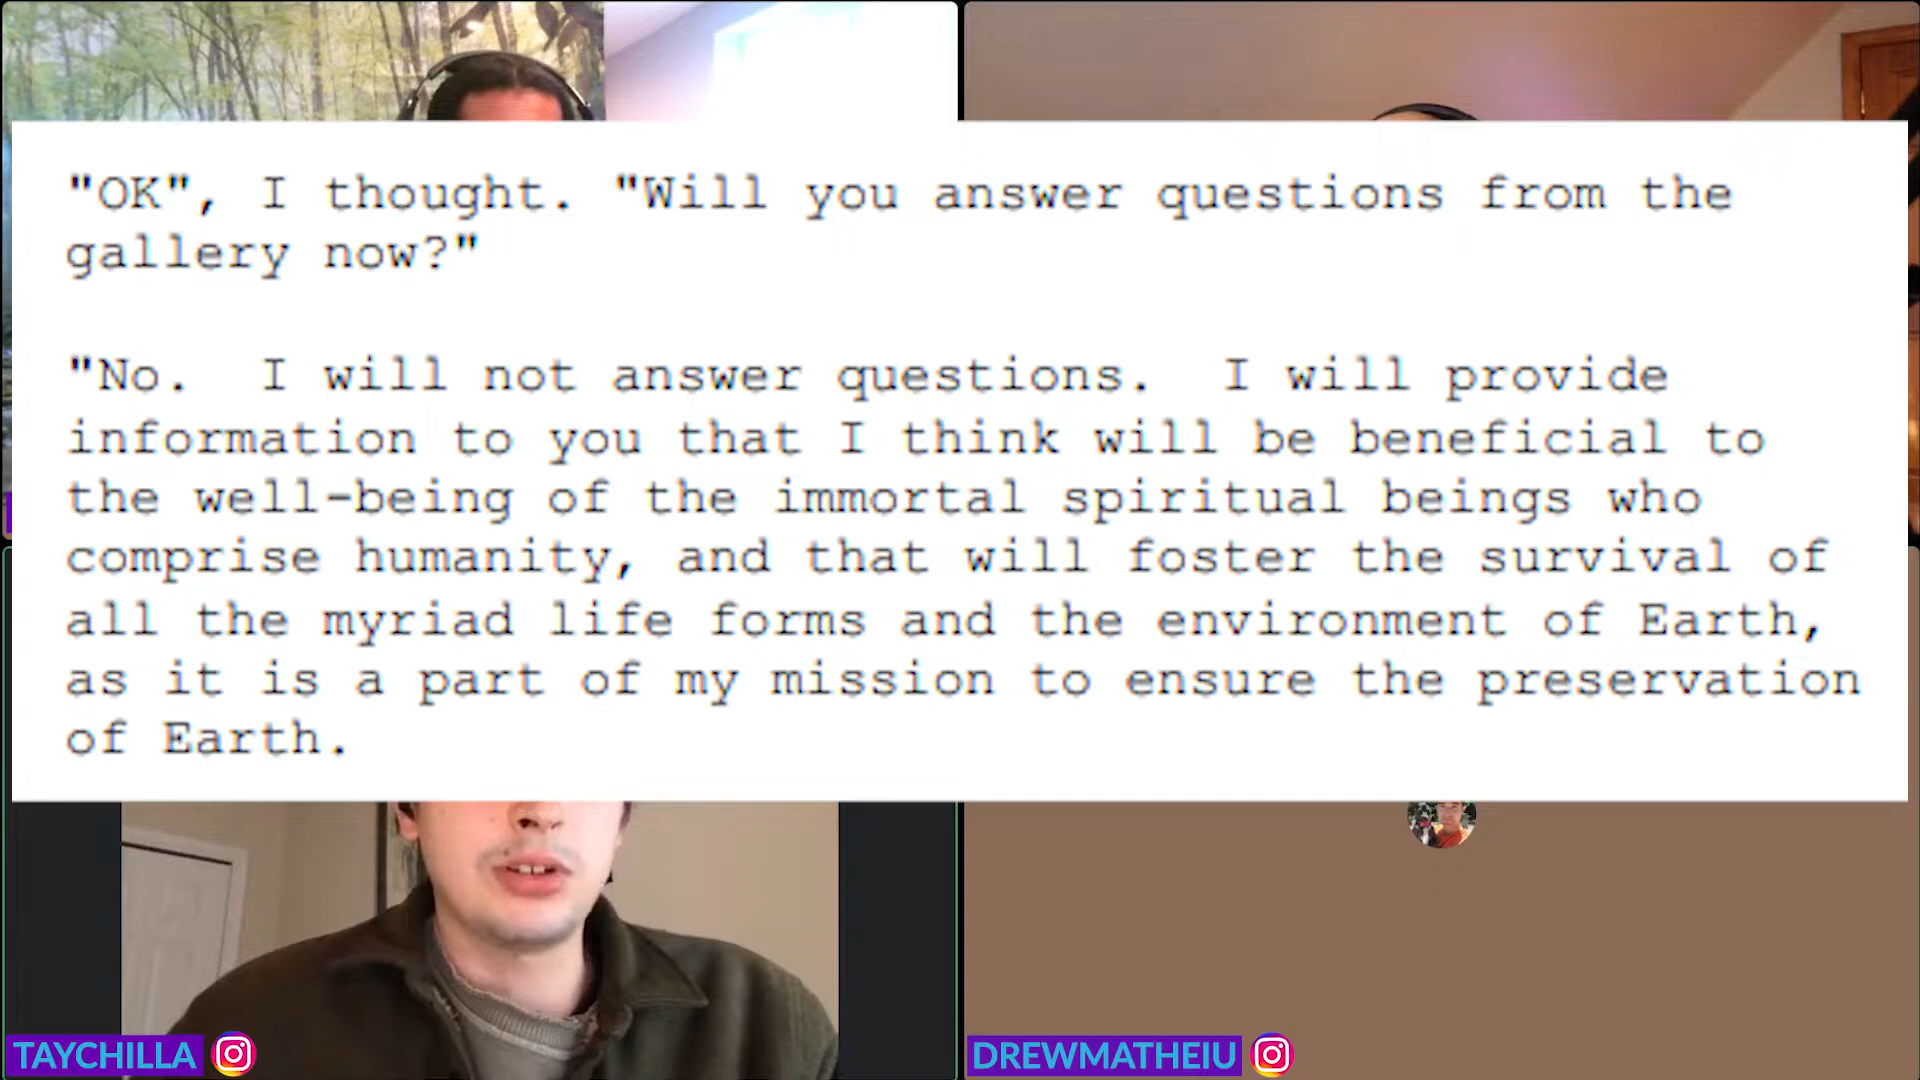 "OK", I thought. "Will you answer questions from the
gallery now?"
"No.  I will not answer questions.  I will provide
information to you that I think will be beneficial to
the well-being of the immortal spiritual beings who
comprise humanity, and that will foster the survival of
all the myriad life forms and the environment of Earth,
as it is a part of my mission to ensure the preservation
of Earth.
TAYCHILLA
DREWMATHEIU